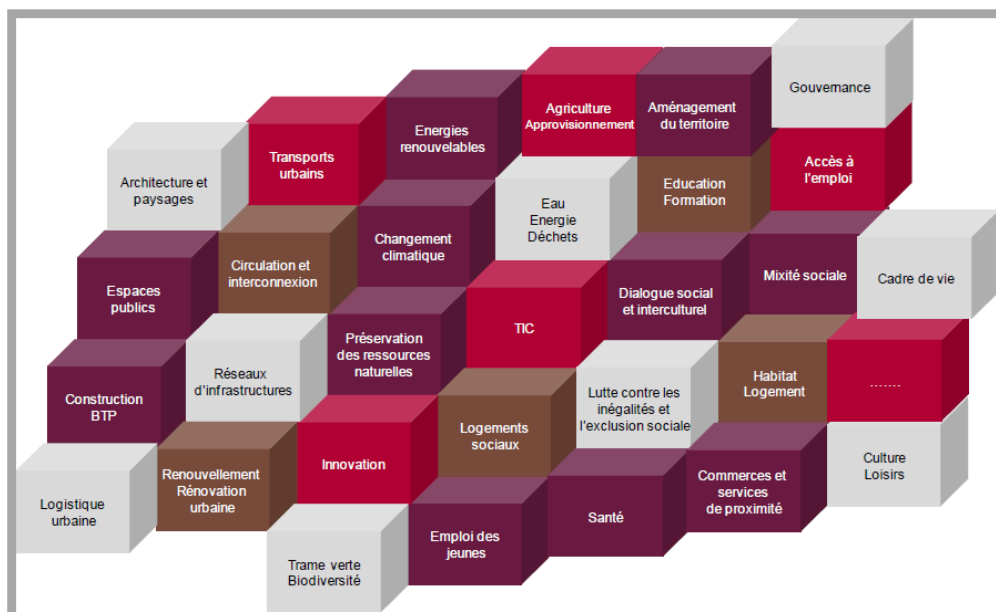 Gouvernance
Agriculture
Approvisionnement
Aménagement
du territoire
Energies
renouvelables
Transports
urbains
Architecture et
paysages
Accès à
l'emploi
Education
Formation
Eau
Energie
Déchets
Changement
climatique
Circulation et
interconnexion
Espaces
publics
Cadre de vie
Mixité sociale
Dialogue social
et interculturel
TIC
Préservation
des ressources
naturelles
Réseaux
d'infrastructures
Construction
BTP
.......
Habitat
Logement
Lutte contre les
inégalités et
l'exclusion sociale
Logements
sociaux
Innovation
Renouvellement
Rénovation
urbaine
Logistique
urbaine
Culture
Loisirs
Commerces et
services
de proximité
Santé
Emploi des
jeunes
Trame verte
Biodiversité